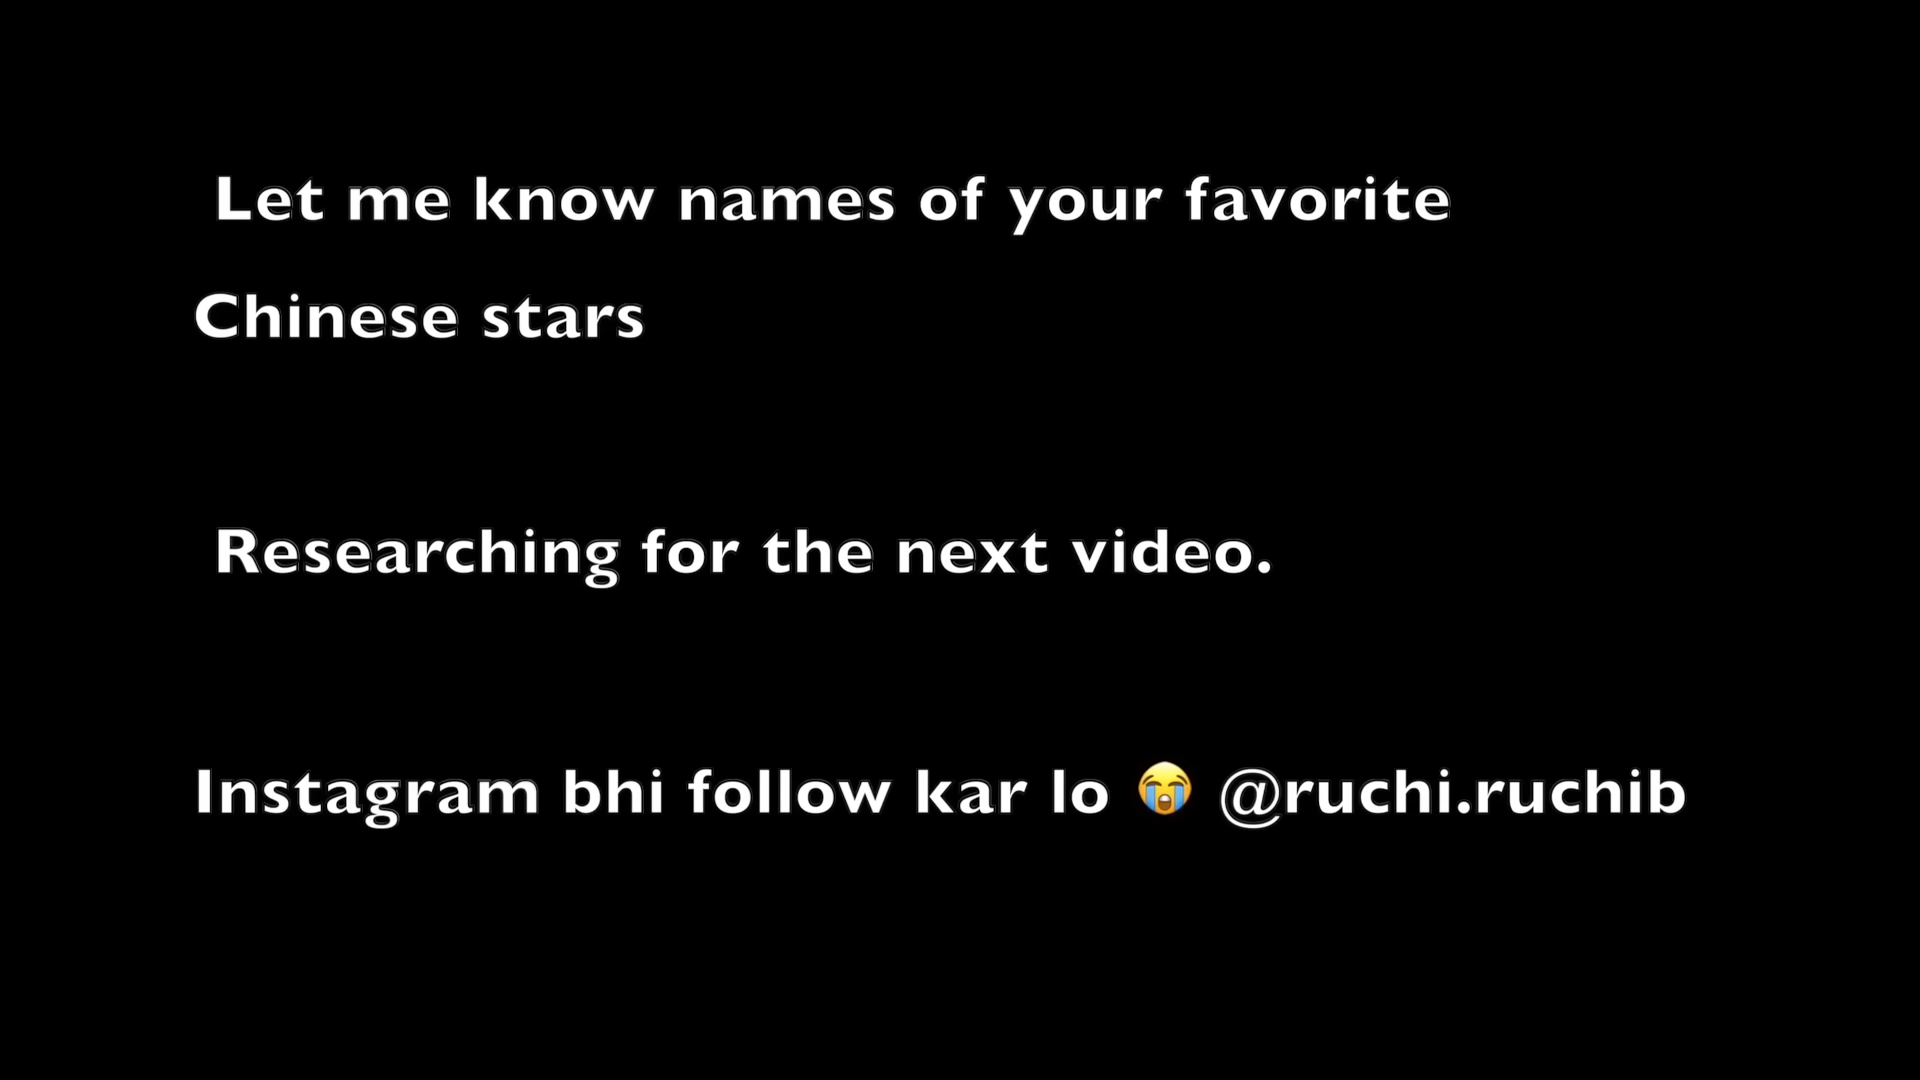 Let me know names of your favorite
Chinese stars
Researching for the next video.
Instagram bhi follow kar lo 😭 @ruchi.ruchib